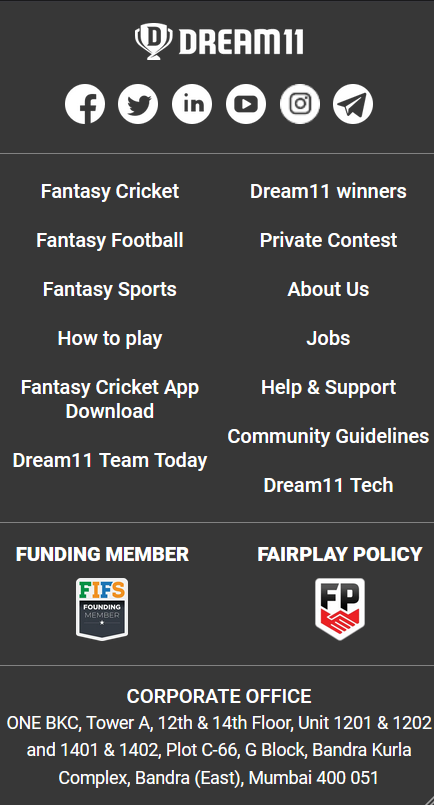 DREAM11
Fantasy Cricket
Fantasy Football
Fantasy Sports
How to play
Fantasy Cricket App
Download
Dream11 Team Today
Dream11 winners
Private Contest
About Us
Jobs
Help & Support
Community Guidelines
Dream11 Tech
FUNDING MEMBER
FIFS
FOUNDING
MEMBER
FAIRPLAY POLICY
FP
CORPORATE OFFICE
ONE BKC, Tower A, 12th & 14th Floor, Unit 1201 & 1202
and 1401 & 1402, Plot C-66, G Block, Bandra Kurla
Complex, Bandra (East), Mumbai 400 051